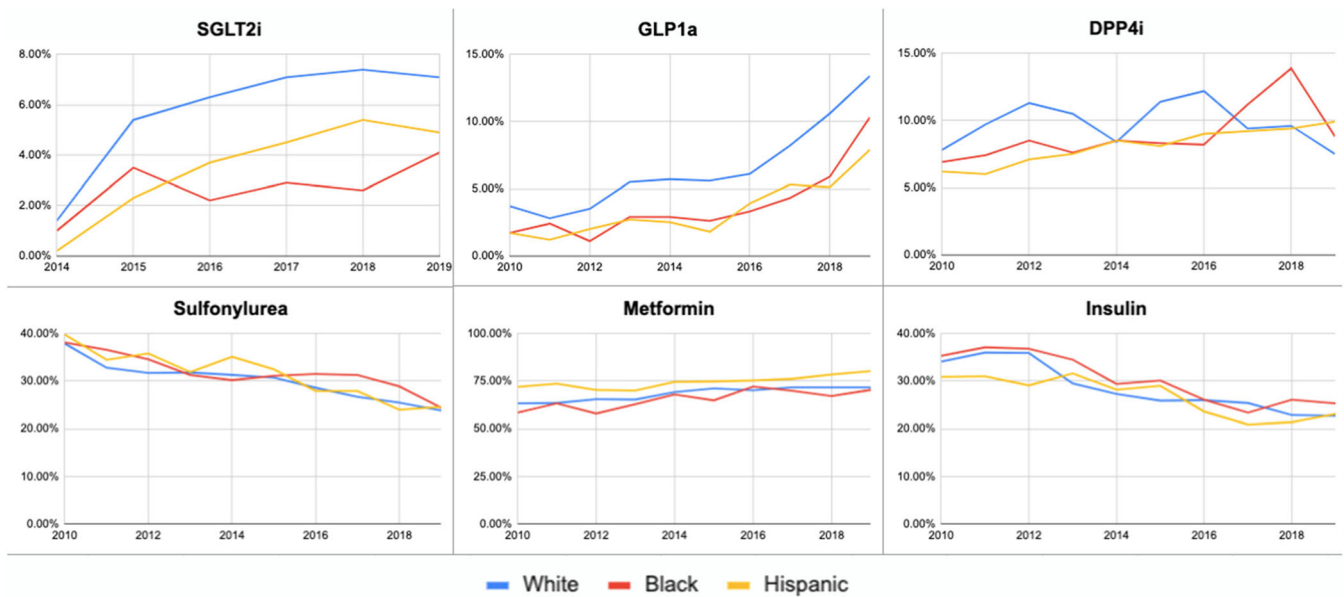 SGLT2i
8.00%
6.00%
4.00%
2.00%
0.00%
2014 2015 2016 2017 2018 2019
GLP1a
15.00%
10.00%
5.00%
0.00%
2010 2012 2014 2016 2018
DPP4i
15.00%
10.00%
5.00%
0.00%
2010 2012 2014 2016 2018
Sulfonylurea
40.00%
30.00%
20.00%
10.00%
0.00%
2010 2012 2014 2016 2018
Metformin
100.00%
75.00%
50.00%
25.00%
0.00%
2010 2012 2014 2016 2018
Insulin
40.00%
30.00%
20.00%
10.00%
0.00%
2010 2012 2014 2016 2018
White Black Hispanic